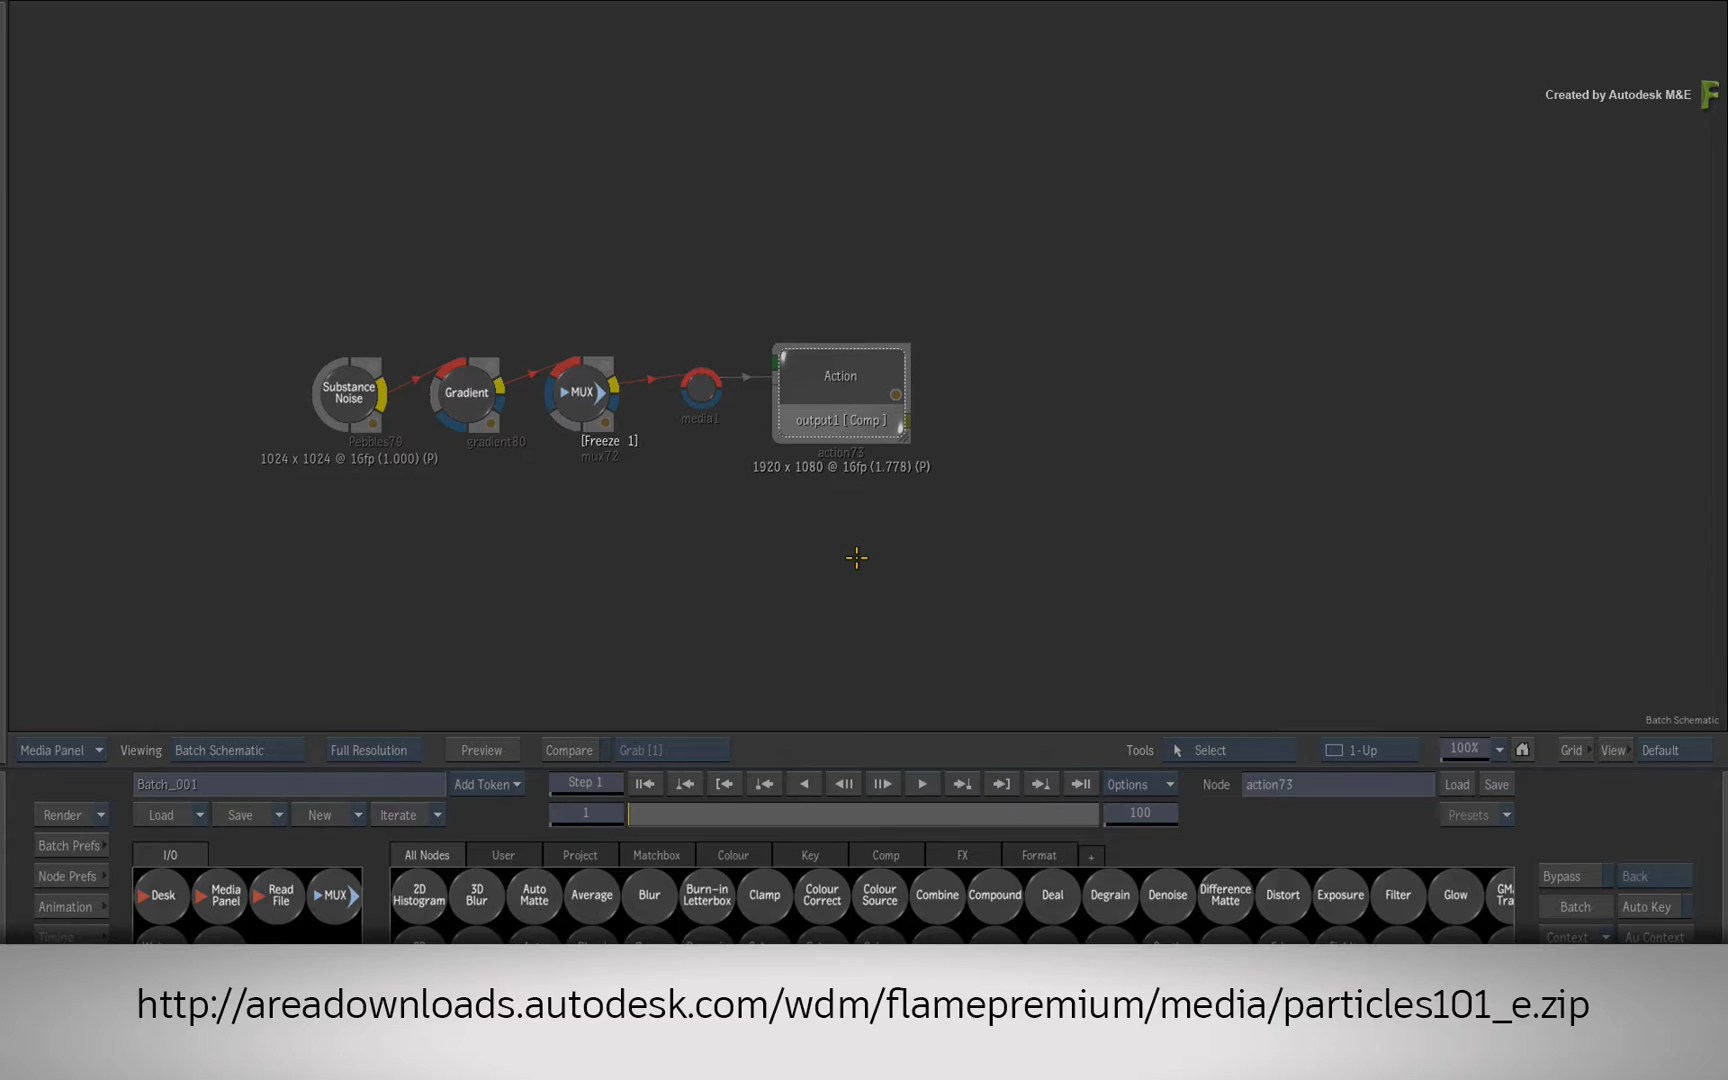 Created by Autodesk M&E
Substance Noise
Gradient
MUX
Action
output1 [ Comp ]
media1
Pebbles79
gradient80
[Freeze 1]
mux72
action73
1024 x 1024 @ 16fp (1.000) (P)
1920 x 1080 @ 16fp (1.778) (P)
Batch Schematic
Media Panel Viewing Batch Schematic Full Resolution Preview Compare Grab [1] Tools Select 1-Up 100% Grid View Default
Batch_001 Add Token Step 1 Options Node action73 Load Save
Render Load Save New Iterate 1 100 Presets
Batch Prefs
I/O All Nodes User Project Matchbox Colour Key Comp FX Format +
Node Prefs Bypass Back
Desk Media Panel Read File MUX 2D Histogram 3D Blur Auto Matte Average Blur Burn-in Letterbox Clamp Colour Correct Colour Source Combine Compound Deal Degrain Denoise Difference Matte Distort Exposure Filter Glow
Animation Batch Auto Key
Timing Context Au Context
http://areadownloads.autodesk.com/wdm/flamepremium/media/particles101_e.zip